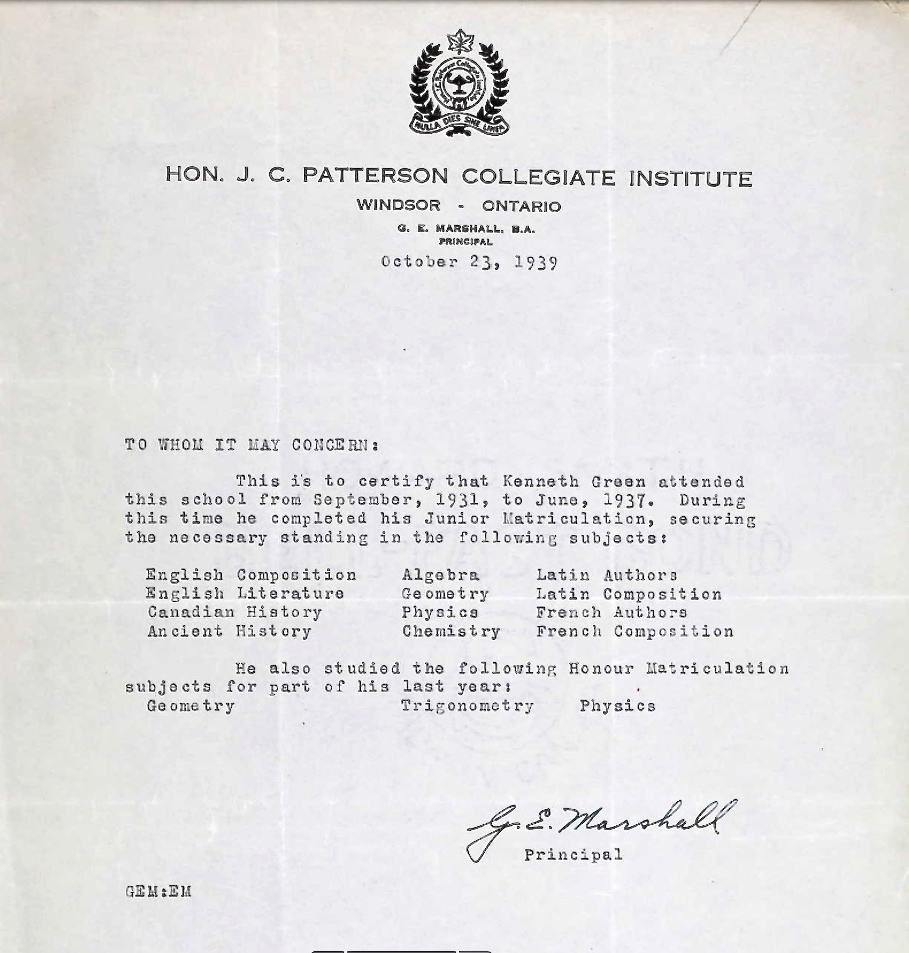 NULLA DIES SINE LINEA
HON. J. C. PATTERSON COLLEGIATE INSTITUTE
WINDSOR - ONTARIO
G. E. MARSHALL, B.A.
PRINCIPAL
October 23, 1939
TO WHOM IT MAY CONCERN:
This is to certify that Kenneth Green attended
this school from September, 1931, to June, 1937. During
this time he completed his Junior Matriculation, securing
the necessary standing in the following subjects:
English Composition Algebra Latin Authors
English Literature Geometry Latin Composition
Canadian History Physics French Authors
Ancient History Chemistry French Composition
He also studied the following Honour Matriculation
subjects for part of his last year:
Geometry Trigonometry Physics
G. E. Marshall
Principal
GEM:EM